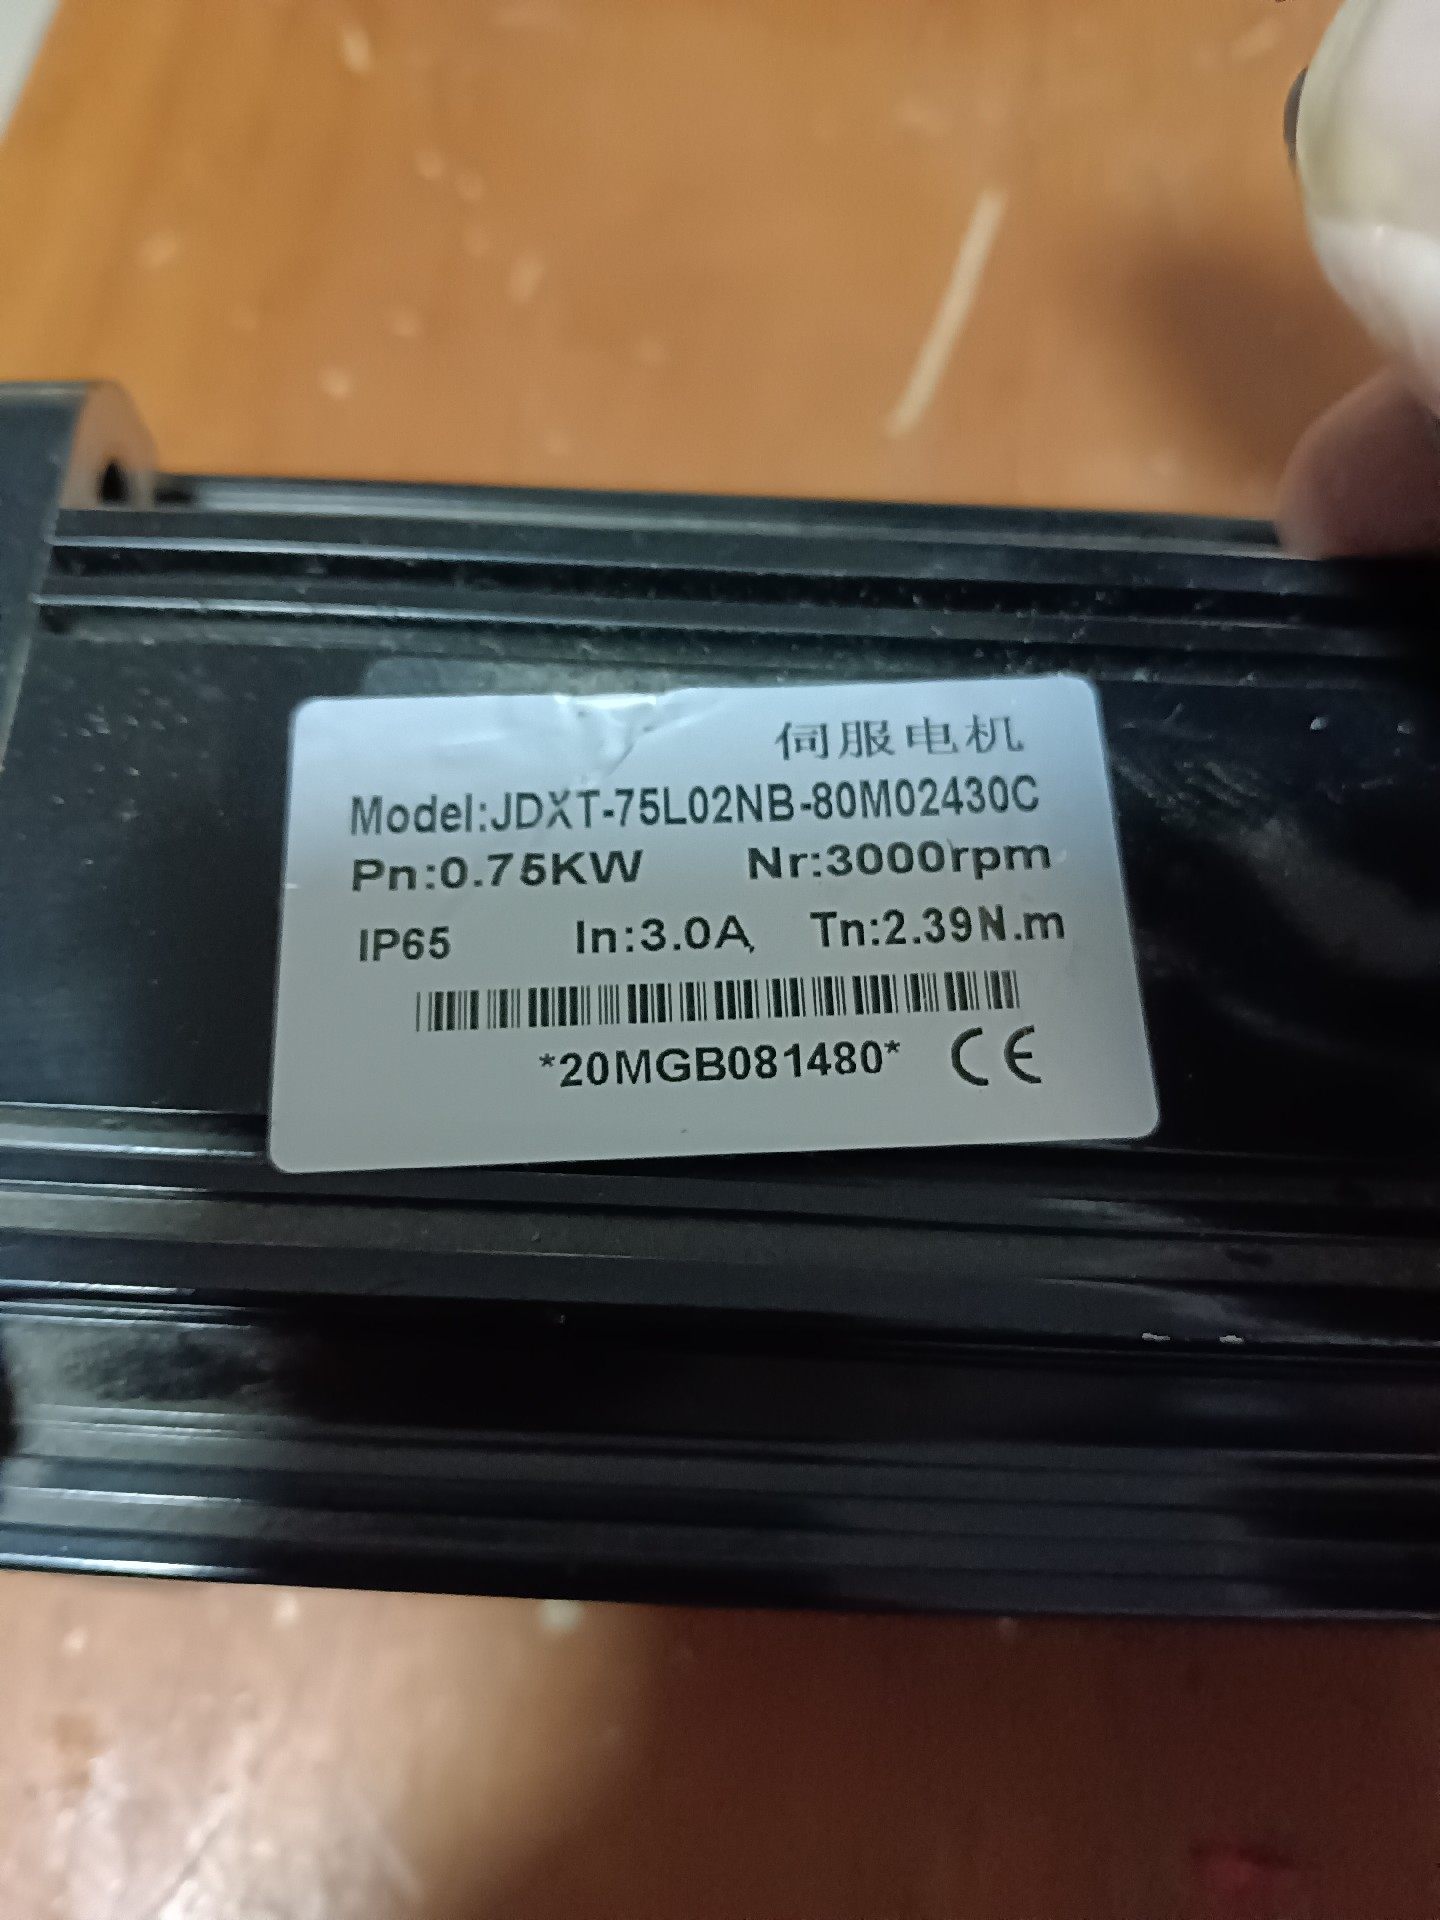 伺服电机
Model:JDXT-75L02NB-80M02430C
Pn:0.75KW Nr:3000rpm
IP65 In:3.0A Tn:2.39N.m
*20MGB081480* CE